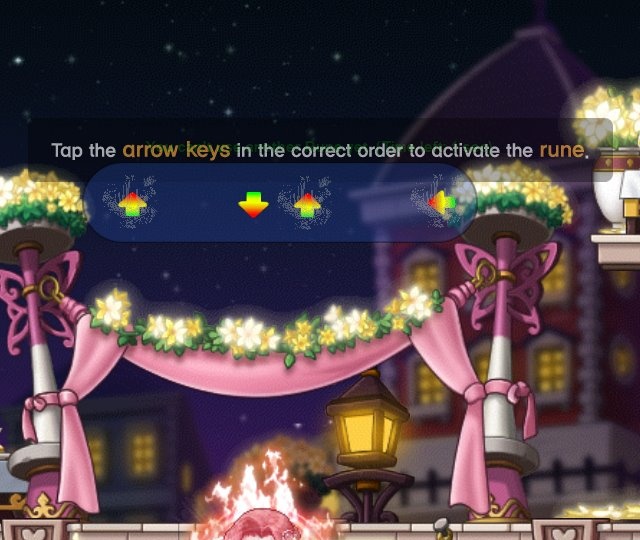 Tap the arrow keys in the correct order to activate the rune.